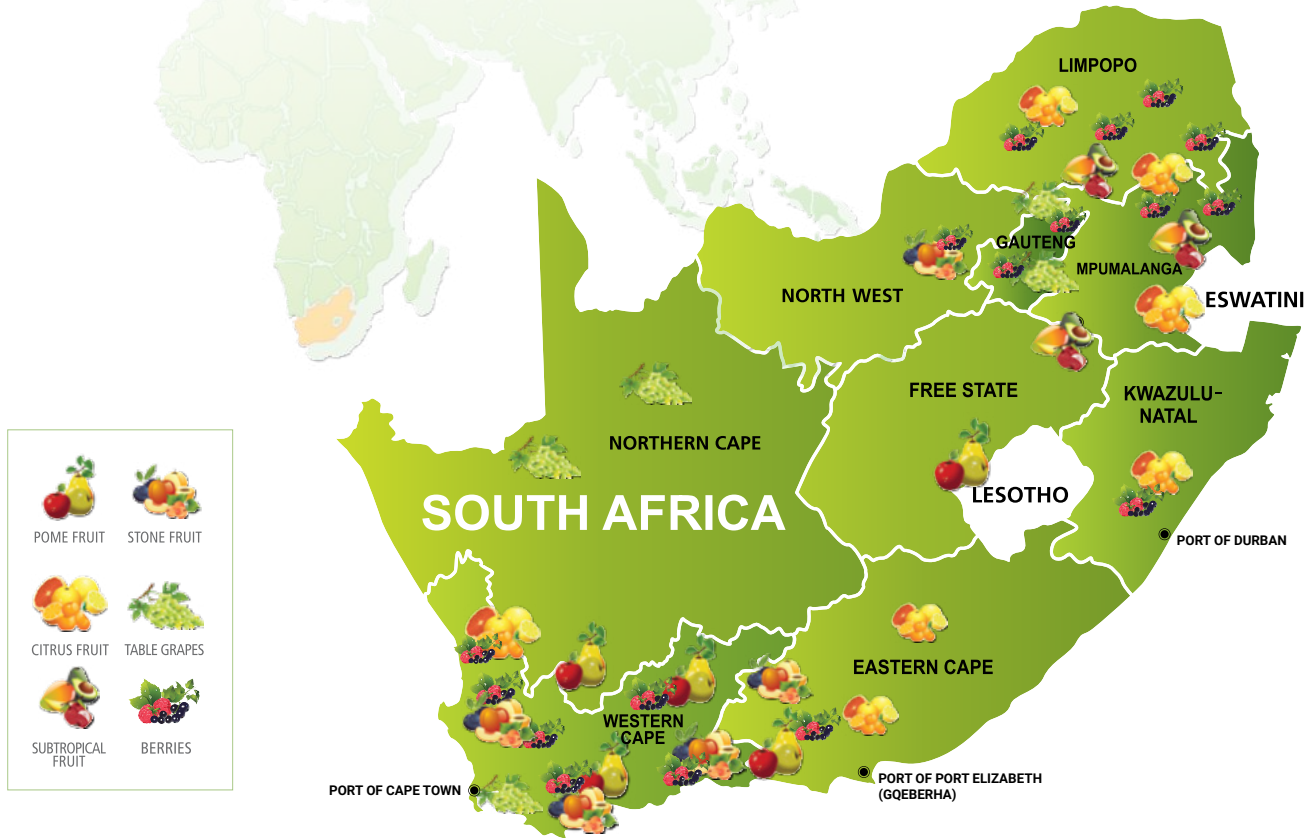 LIMPOPO
GAUTENG
MPUMALANGA
NORTH WEST
ESWATINI
FREE STATE
KWAZULU-
NATAL
NORTHERN CAPE
SOUTH AFRICA
LESOTHO
PORT OF DURBAN
POME FRUIT
STONE FRUIT
CITRUS FRUIT
TABLE GRAPES
SUBTROPICAL
FRUIT
BERRIES
EASTERN CAPE
WESTERN
CAPE
PORT OF CAPE TOWN
PORT OF PORT ELIZABETH
(GQEBERHA)